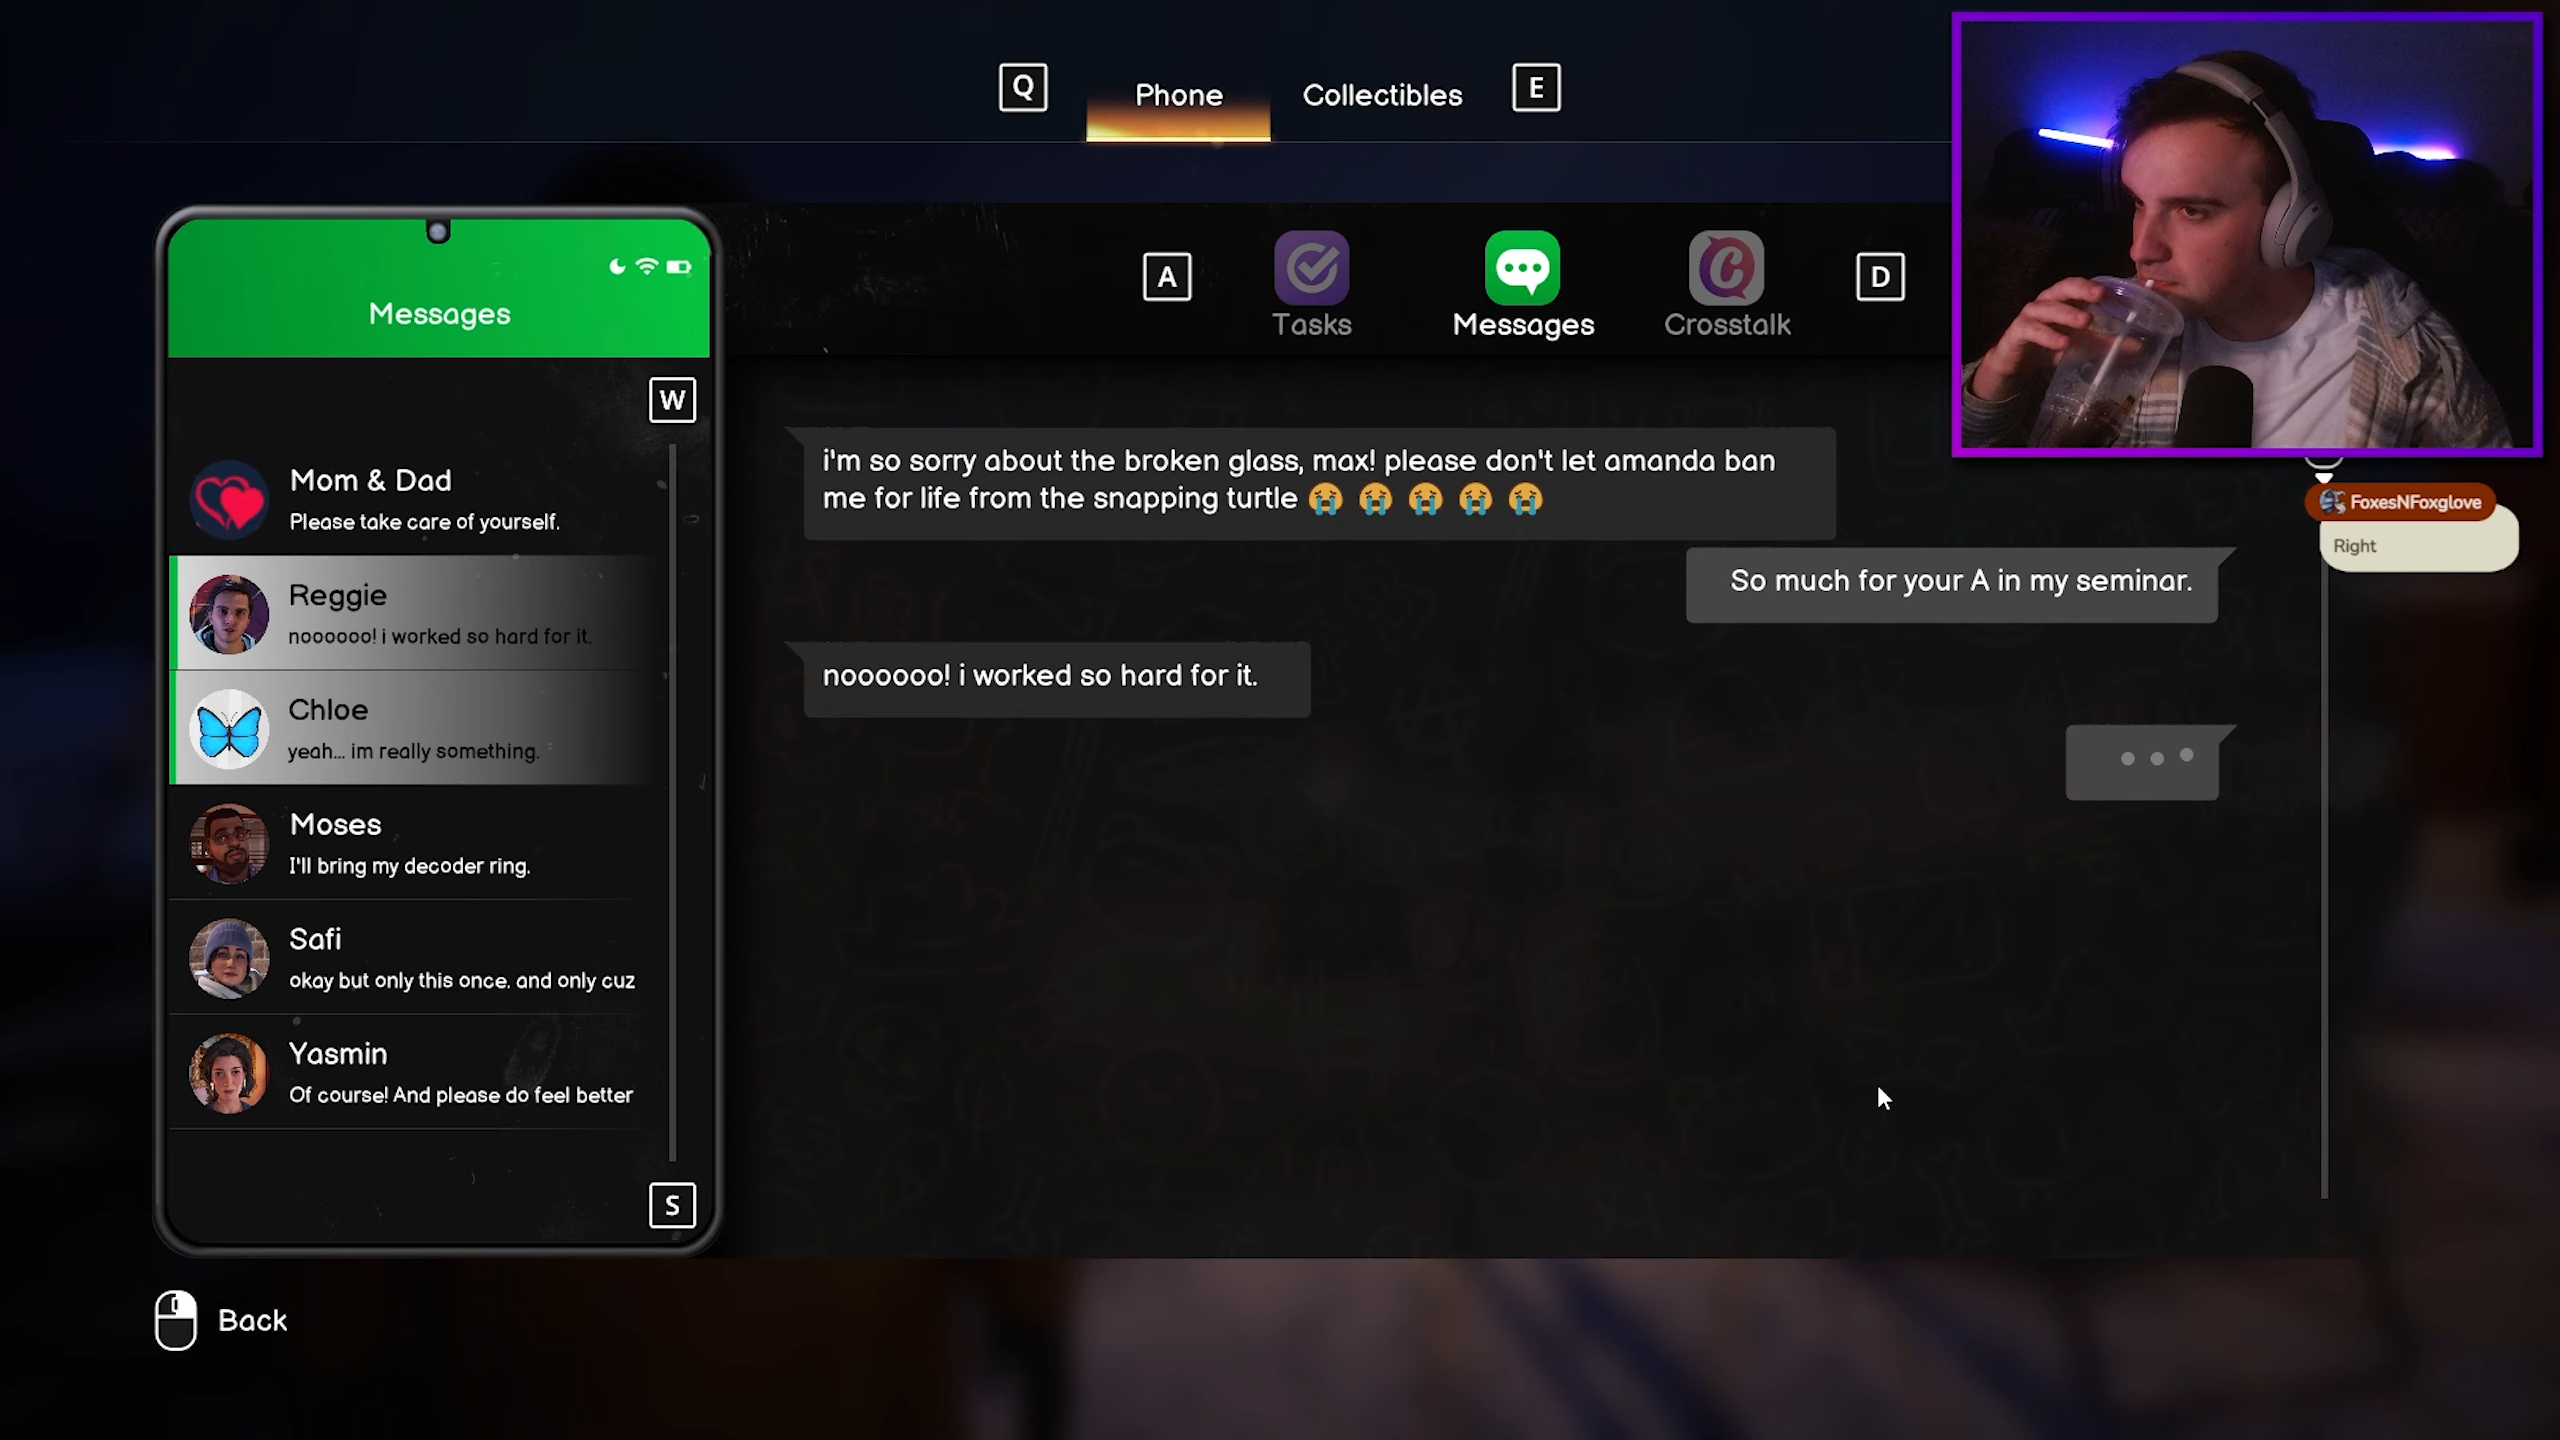 Q
Phone
Collectibles
E
Messages
A
Tasks
Messages
Crosstalk
D
W
Mom & Dad
Please take care of yourself.
Reggie
noooooo! i worked so hard for it.
Chloe
yeah... im really something.
Moses
I'll bring my decoder ring.
Safi
okay but only this once. and only cuz
Yasmin
Of course! And please do feel better
S
i'm so sorry about the broken glass, max! please don't let amanda ban
me for life from the snapping turtle 😭 😭 😭 😭 😭
So much for your A in my seminar.
noooooo! i worked so hard for it.
FoxesNFoxglove
Right
Back